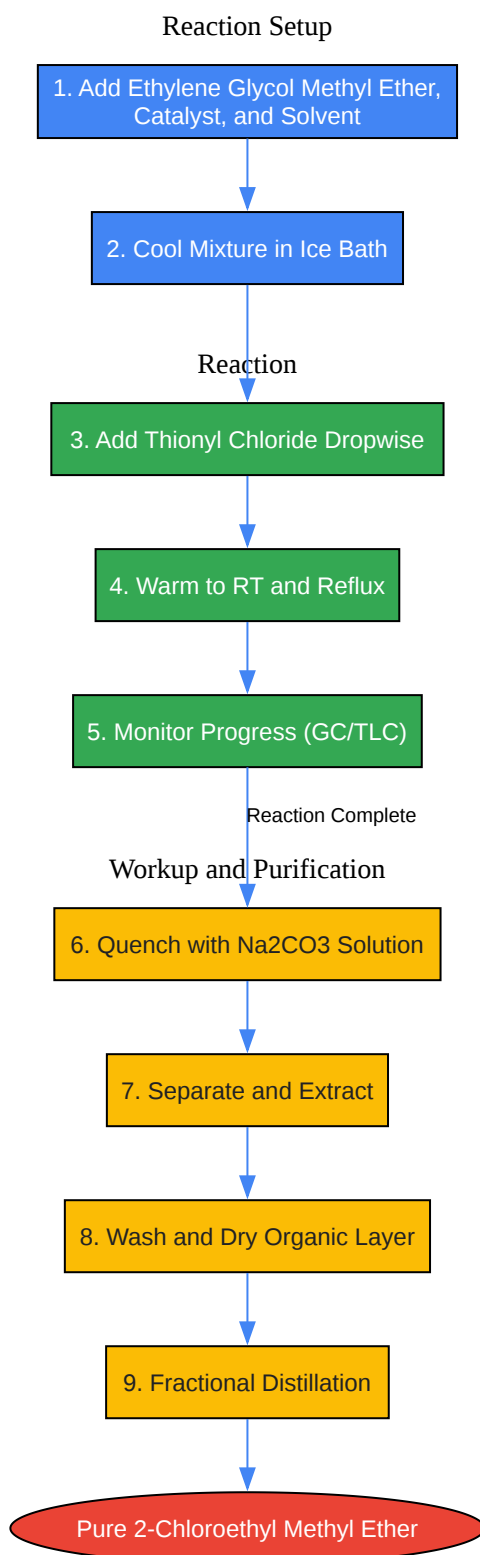 Reaction Setup
1. Add Ethylene Glycol Methyl Ether,
Catalyst, and Solvent
2. Cool Mixture in Ice Bath
Reaction
3. Add Thionyl Chloride Dropwise
4. Warm to RT and Reflux
5. Monitor Progress (GC/TLC)
Reaction Complete
Workup and Purification
6. Quench with Na2CO3 Solution
7. Separate and Extract
8. Wash and Dry Organic Layer
9. Fractional Distillation
Pure 2-Chloroethyl Methyl Ether